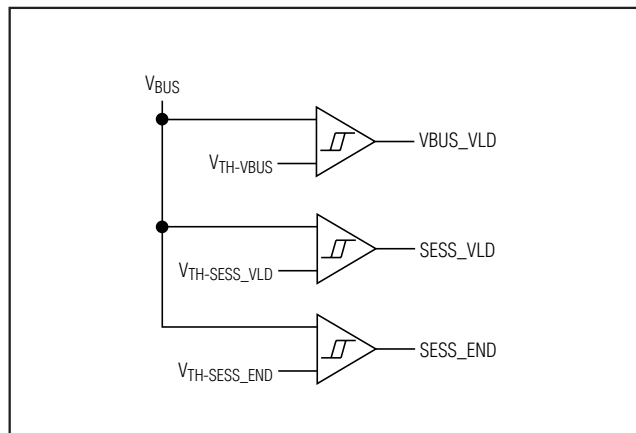 VBUS
VBUS_VLD
VTH-VBUS
SESS_VLD
VTH-SESS_VLD
SESS_END
VTH-SESS_END